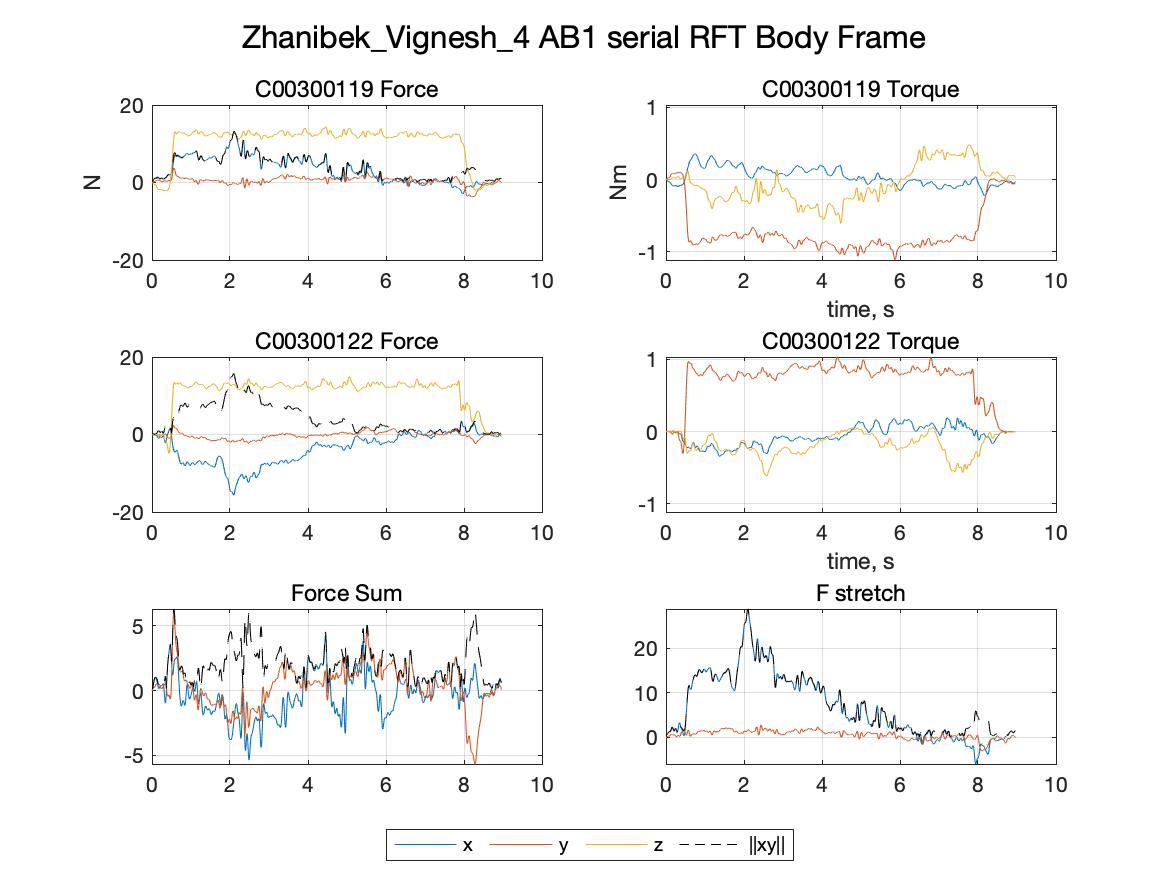 Zhanibek_Vignesh_4 AB1 serial RFT Body Frame
C00300119 Force
20
0
-20
N
0 2 4 6 8 10
C00300119 Torque
1
0
-1
Nm
0 2 4 6 8 10
time, s
C00300122 Force
20
0
-20
0 2 4 6 8 10
C00300122 Torque
1
0
-1
0 2 4 6 8 10
time, s
Force Sum
5
0
-5
0 2 4 6 8 10
F stretch
20
10
0
0 2 4 6 8 10
x y z ||xy||